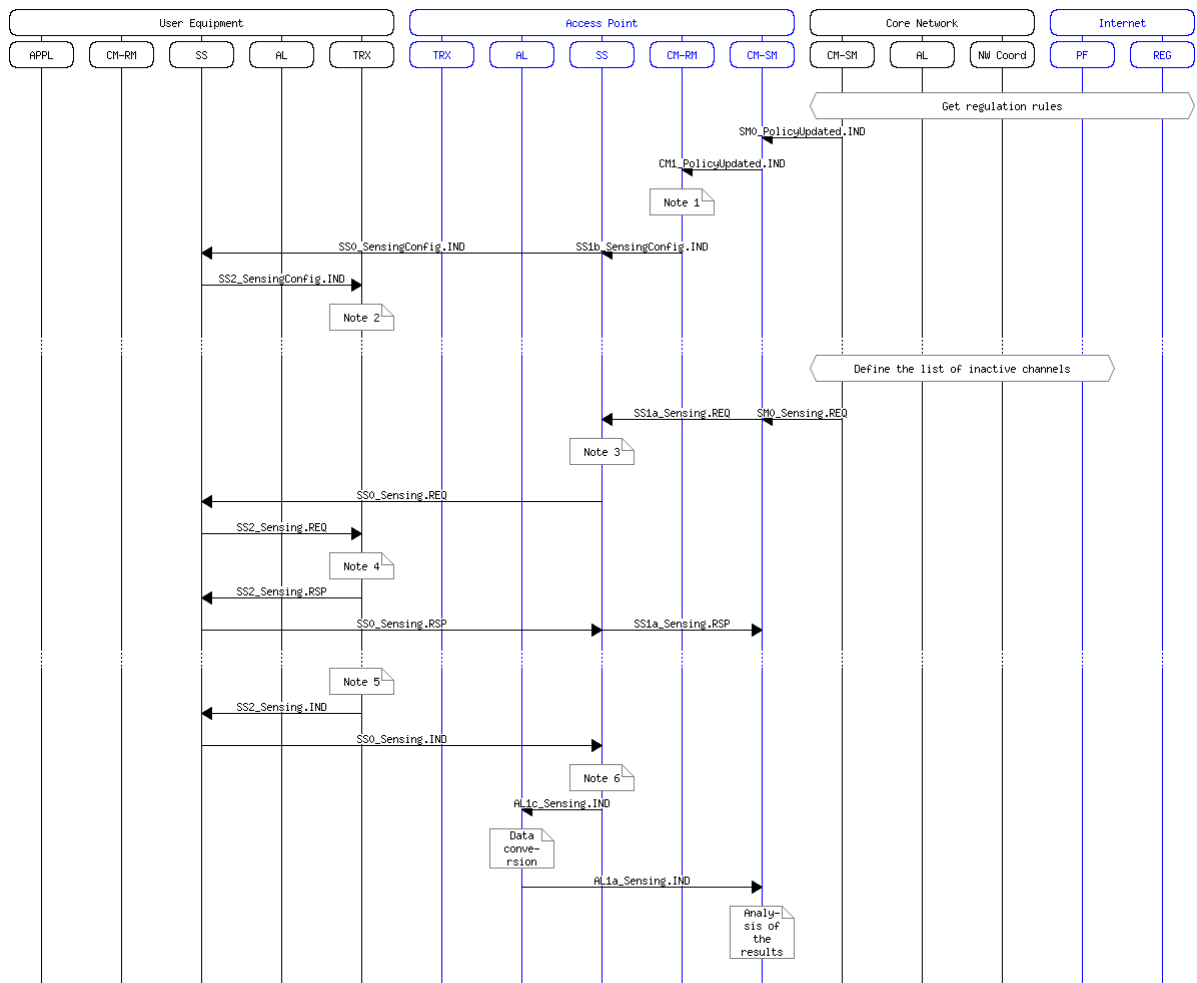 User Equipment
Access Point
Core Network
Internet
APPL
CM-RM
SS
AL
TRX
TRX
AL
SS
CM-RM
CM-SM
CM-SM
AL
NW Coord
PF
REG
Get regulation rules
SM0_PolicyUpdated.IND
CM1_PolicyUpdated.IND
Note 1
SS0_SensingConfig.IND
SS1b_SensingConfig.IND
SS2_SensingConfig.IND
Note 2
Define the list of inactive channels
SS1a_Sensing.REQ
SM0_Sensing.REQ
Note 3
SS0_Sensing.REQ
SS2_Sensing.REQ
Note 4
SS2_Sensing.RSP
SS0_Sensing.RSP
SS1a_Sensing.RSP
Note 5
SS2_Sensing.IND
SS0_Sensing.IND
Note 6
AL1c_Sensing.IND
Data
conve-
rsion
AL1a_Sensing.IND
Analy-
sis of
the
results